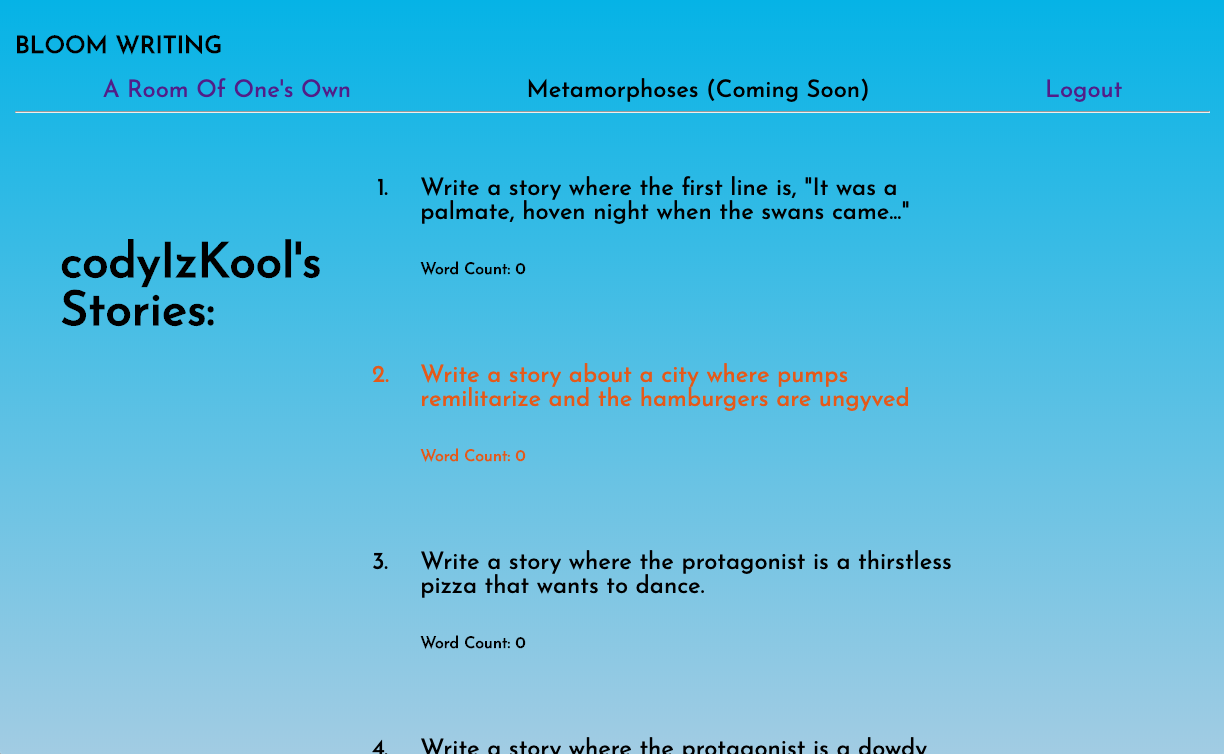 BLOOM WRITING
A Room Of One's Own Metamorphoses (Coming Soon) Logout
codyIzKool's
Stories:
1. Write a story where the first line is, "It was a
palmate, hoven night when the swans came..."
Word Count: 0
2. Write a story about a city where pumps
remilitarize and the hamburgers are ungyved
Word Count: 0
3. Write a story where the protagonist is a thirstless
pizza that wants to dance.
Word Count: 0
4. Write a story where the protagonist is a dowdy